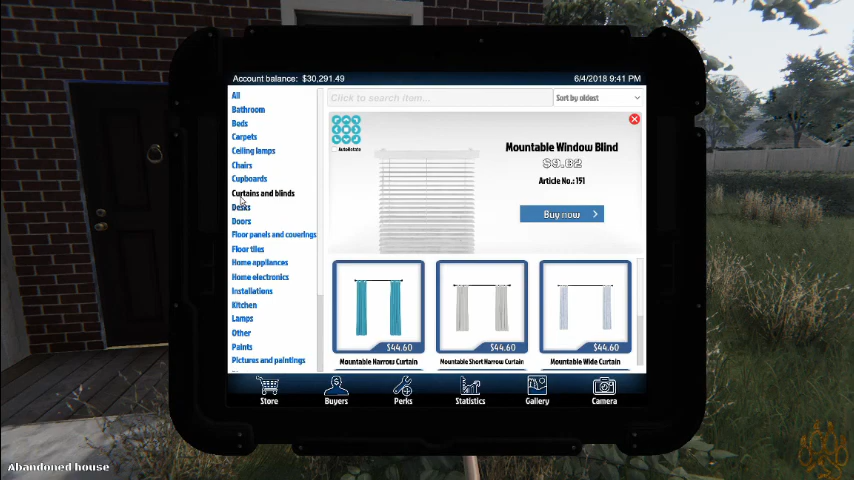 Account balance: $30,291.49
6/4/2018 9:41 PM
All
Bathroom
Beds
Carpets
Ceiling lamps
Chairs
Cupboards
Curtains and blinds
Desks
Doors
Floor panels and coverings
Floor tiles
Home appliances
Home electronics
Installations
Kitchen
Lamps
Other
Paints
Pictures and paintings
Click to search item...
Sort by oldest
AutoRotate
Mountable Window Blind
$9.82
Article No.: 151
Buy now
$44.60
$44.60
$44.60
Mountable Narrow Curtain
Mountable Short Narrow Curtain
Mountable Wide Curtain
Store
Buyers
Perks
Statistics
Gallery
Camera
Abandoned house